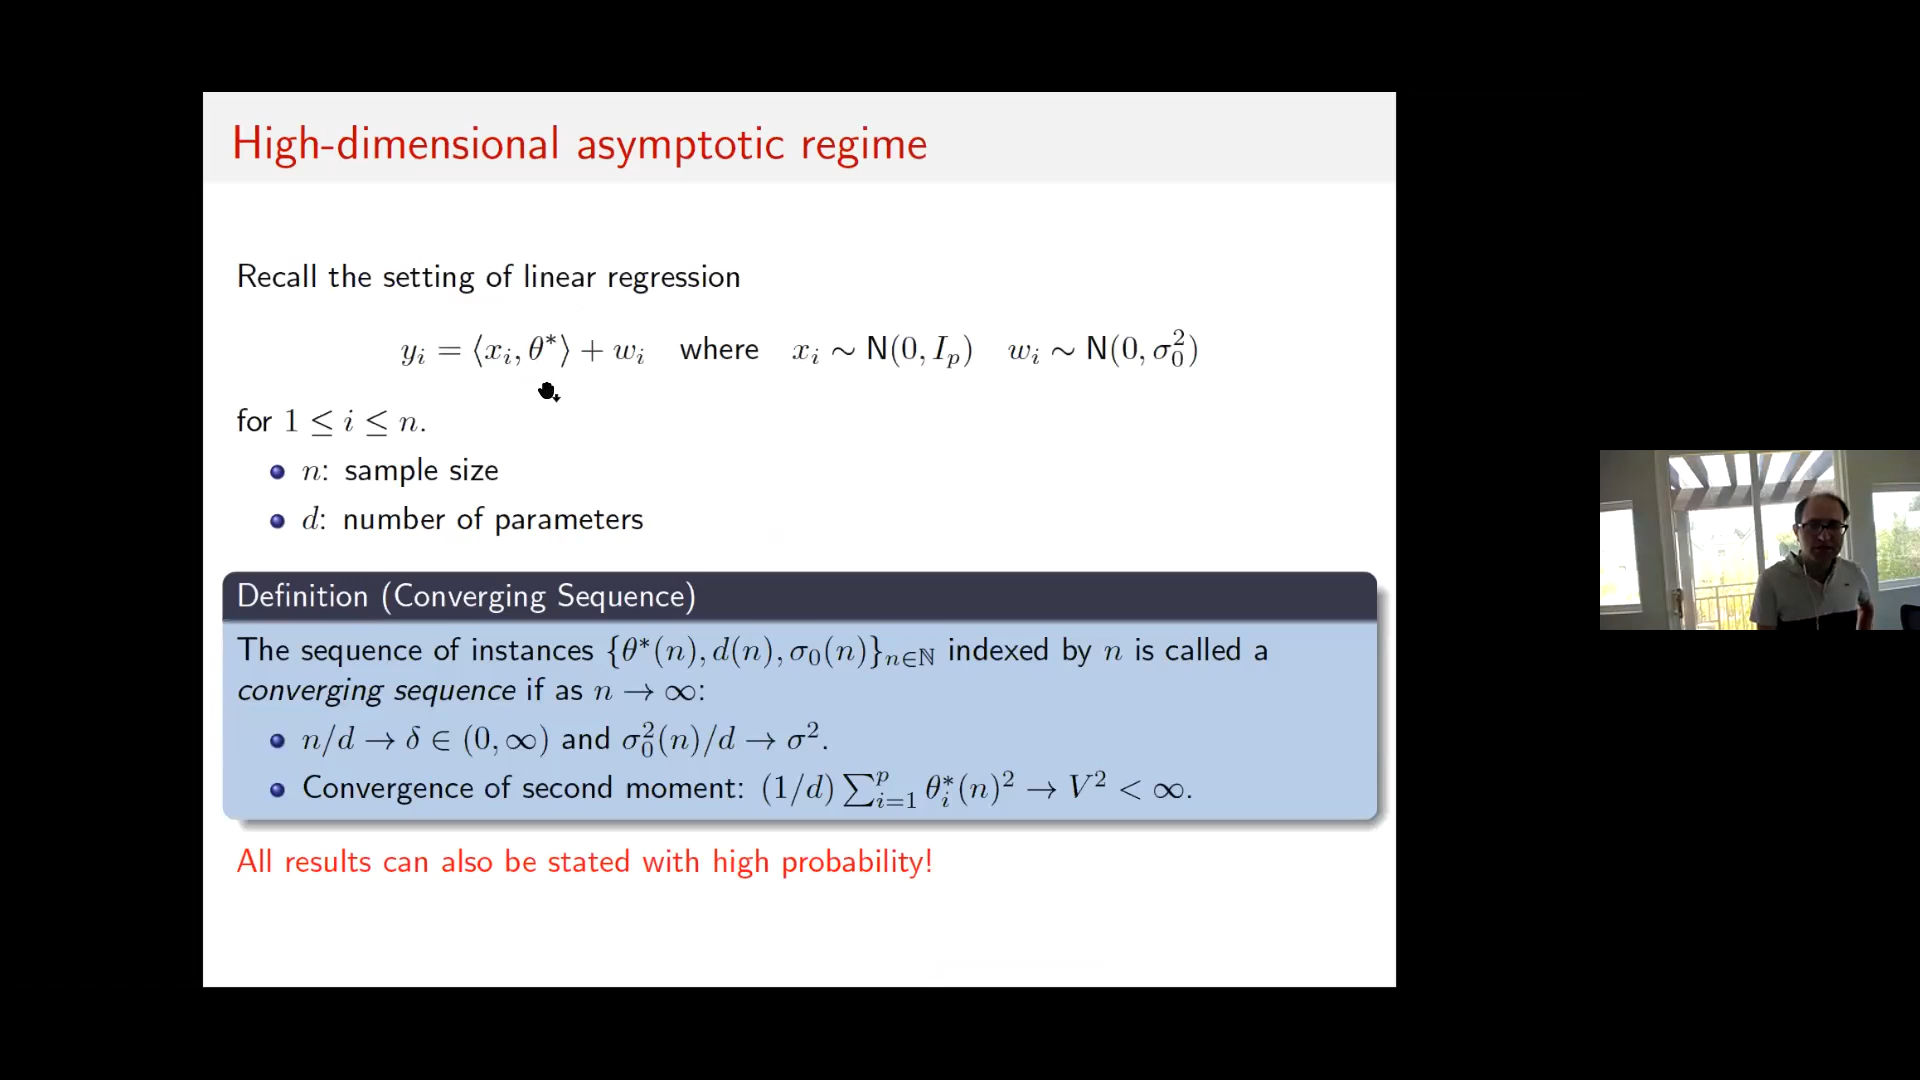 High-dimensional asymptotic regime
Recall the setting of linear regression
y_i = ⟨x_i, θ*⟩ + w_i where x_i ∼ N(0, I_p) w_i ∼ N(0, σ_0^2)
for 1 ≤ i ≤ n.
• n: sample size
• d: number of parameters
Definition (Converging Sequence)
The sequence of instances {θ*(n), d(n), σ_0(n)}_{n∈ℕ} indexed by n is called a
converging sequence if as n → ∞:
• n/d → δ ∈ (0, ∞) and σ_0^2(n)/d → σ^2.
• Convergence of second moment: (1/d) ∑_{i=1}^p θ_i^*(n)^2 → V^2 < ∞.
All results can also be stated with high probability!